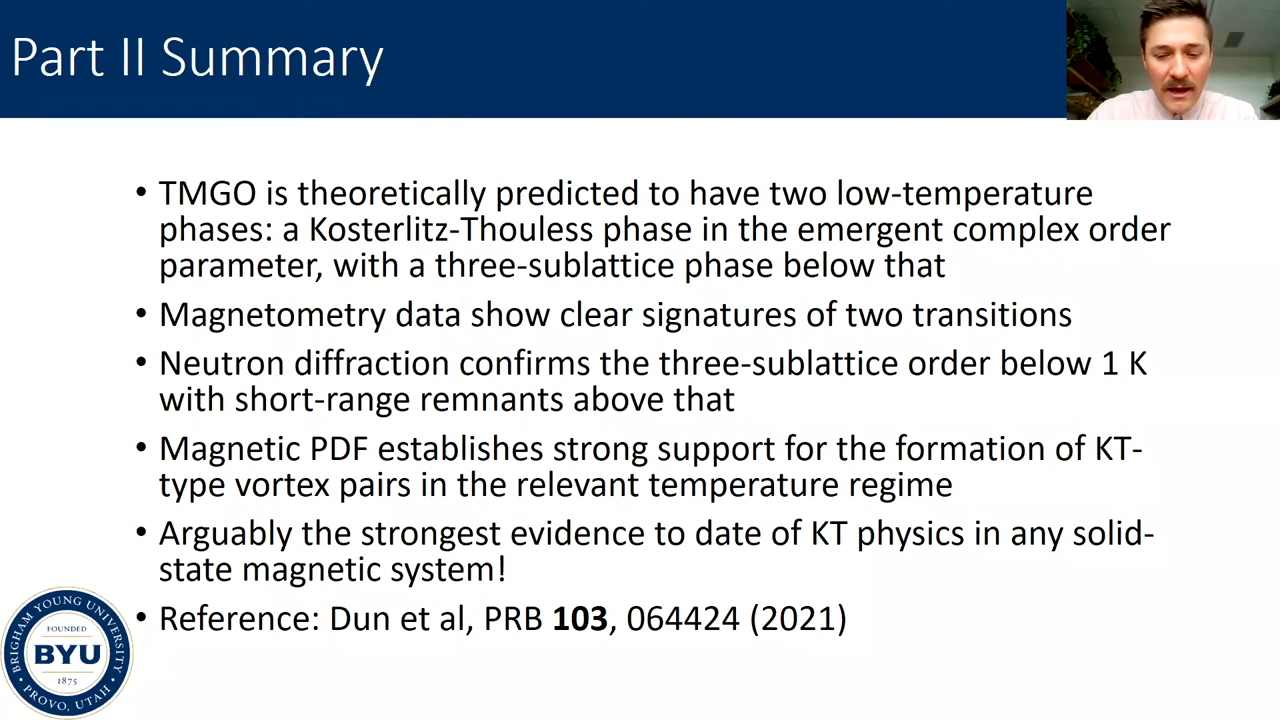 Part II Summary
• TMGO is theoretically predicted to have two low-temperature
phases: a Kosterlitz-Thouless phase in the emergent complex order
parameter, with a three-sublattice phase below that
• Magnetometry data show clear signatures of two transitions
• Neutron diffraction confirms the three-sublattice order below 1 K
with short-range remnants above that
• Magnetic PDF establishes strong support for the formation of KT-
type vortex pairs in the relevant temperature regime
• Arguably the strongest evidence to date of KT physics in any solid-
state magnetic system!
• Reference: Dun et al, PRB 103, 064424 (2021)
BRIGHAM YOUNG UNIVERSITY
FOUNDED
BYU
1875
PROVO, UTAH